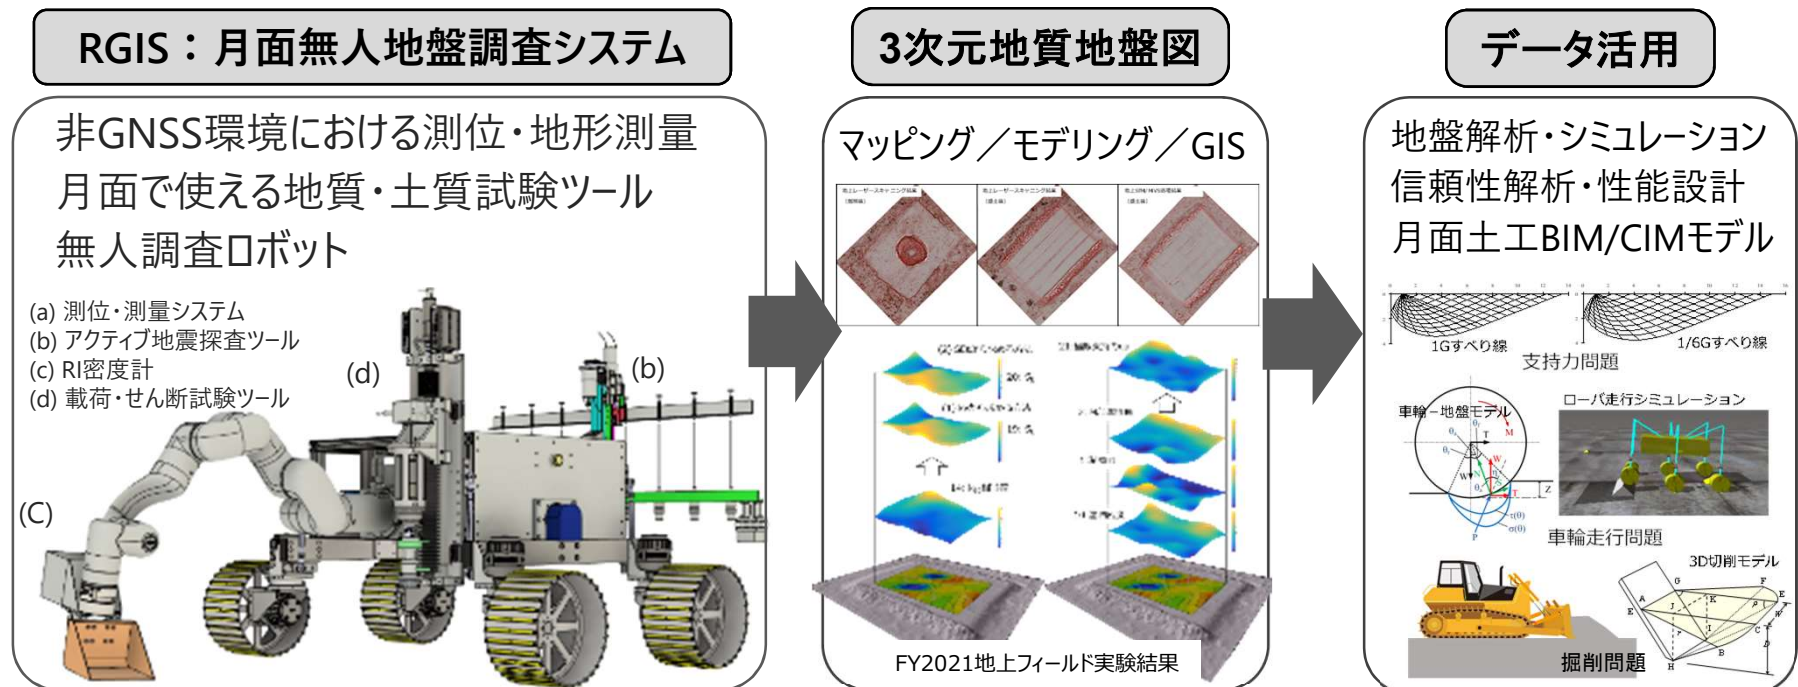 RGIS：月面無人地盤調査システム
非GNSS環境における測位・地形測量
月面で使える地質・土質試験ツール
無人調査ロボット
(a) 測位・測量システム
(b) アクティブ地震探査ツール
(c) RI密度計
(d) 載荷・せん断試験ツール
(d)
(b)
(C)
3次元地質地盤図
マッピング／モデリング／GIS
FY2021地上フィールド実験結果
データ活用
地盤解析・シミュレーション
信頼性解析・性能設計
月面土工BIM/CIMモデル
1Gすべり線
1/6Gすべり線
支持力問題
車輪－地盤モデル
ローバ走行シミュレーション
M
T
W
N
T
Z
τ(θ)
σ(θ)
P
車輪走行問題
3D切削モデル
G
F
A
K
E
J
E
I
C
B
D
H
掘削問題